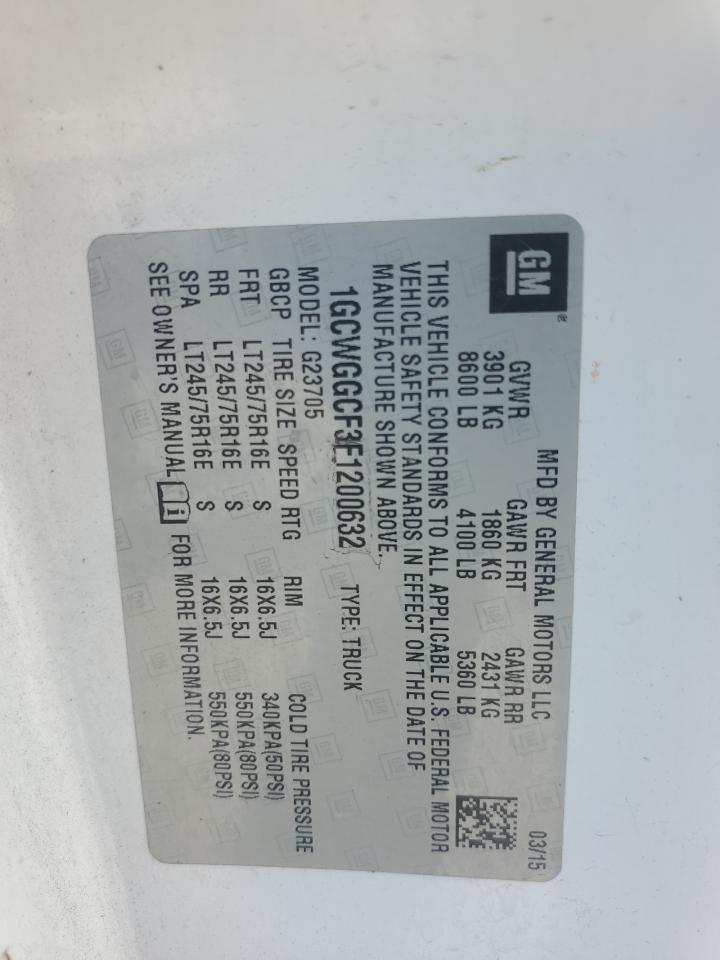 MFD BY GENERAL MOTORS LLC 03/15
GM
GVWR GAWR FRT GAWR RR
3901 KG 1860 KG 2431 KG
8600 LB 4100 LB 5360 LB
THIS VEHICLE CONFORMS TO ALL APPLICABLE U.S. FEDERAL MOTOR
VEHICLE SAFETY STANDARDS IN EFFECT ON THE DATE OF
MANUFACTURE SHOWN ABOVE.
1GCWGGCF3E1200632 TYPE: TRUCK
MODEL: G23705
GBCP TIRE SIZE SPEED RTG RIM COLD TIRE PRESSURE
FRT LT245/75R16E S 16X6.5J 340KPA(50PSI)
RR LT245/75R16E S 16X6.5J 550KPA(80PSI)
SPA LT245/75R16E S 16X6.5J 550KPA(80PSI)
SEE OWNER'S MANUAL i FOR MORE INFORMATION.